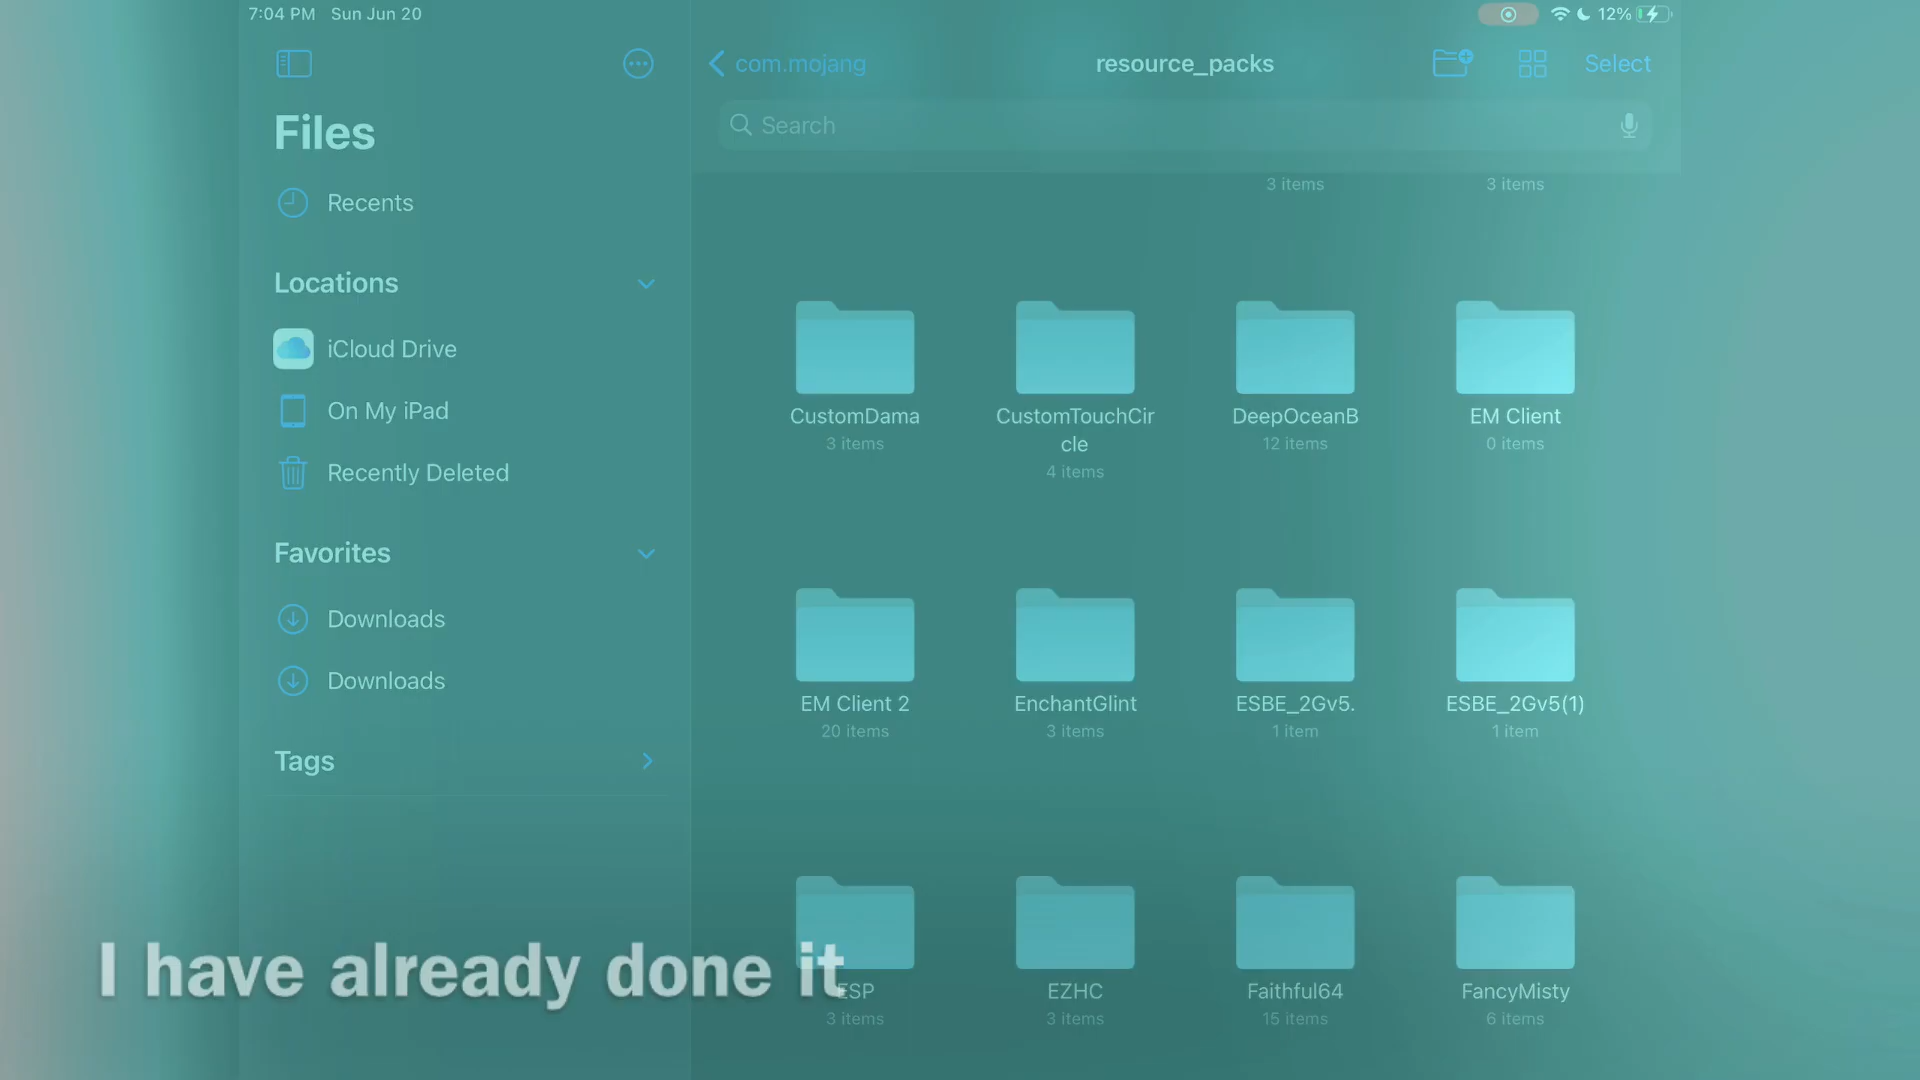 7:04 PM Sun Jun 20
12%
Files
Recents
Locations
iCloud Drive
On My iPad
Recently Deleted
Favorites
Downloads
Downloads
Tags
com.mojang
resource_packs
Select
Search
3 items
3 items
CustomDama
3 items
CustomTouchCir
cle
4 items
DeepOceanB
12 items
EM Client
0 items
EM Client 2
20 items
EnchantGlint
3 items
ESBE_2Gv5.
1 item
ESBE_2Gv5(1)
1 item
ESP
3 items
EZHC
3 items
Faithful64
15 items
FancyMisty
6 items
I have already done it